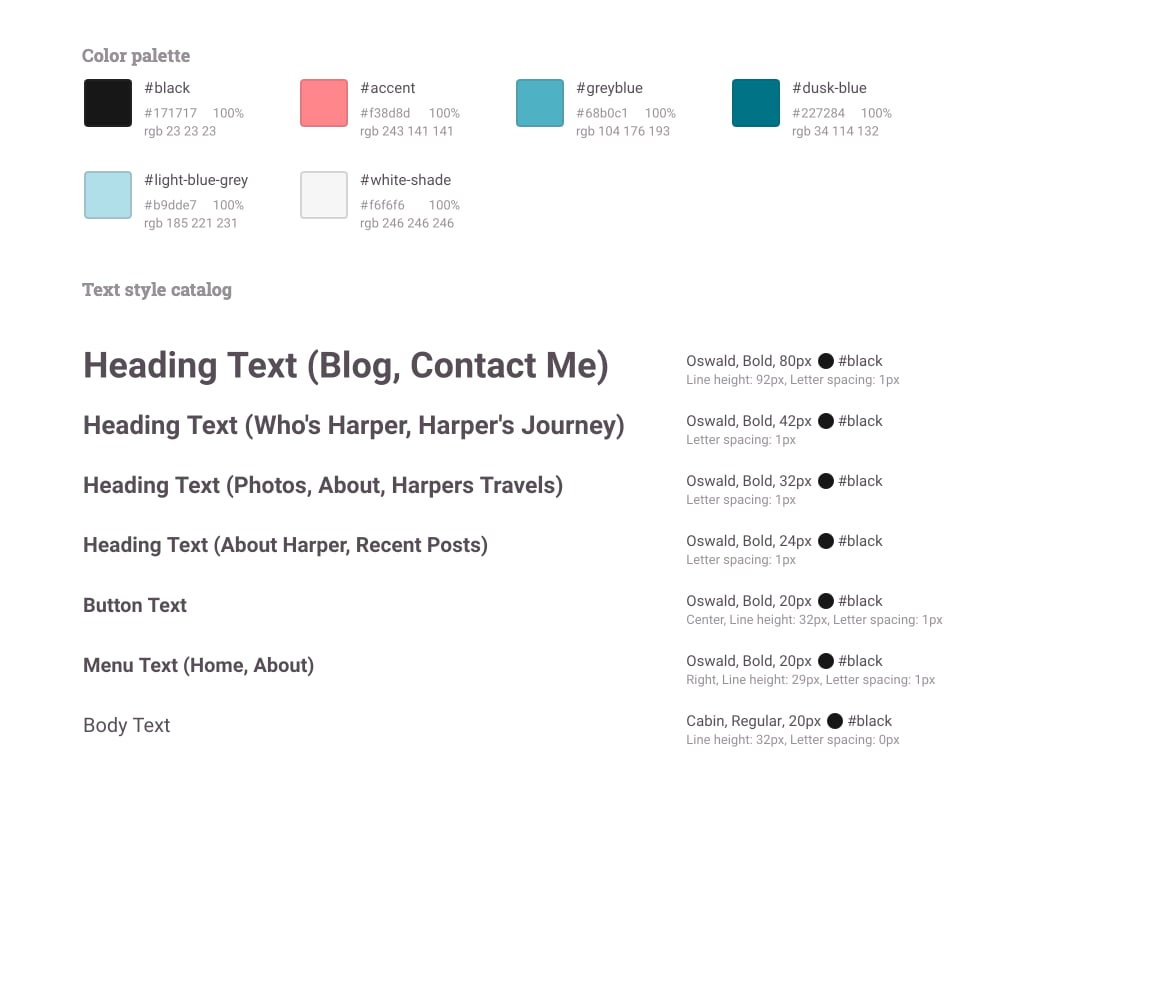 Color palette
#black
#171717 100%
rgb 23 23 23
#accent
#f38d8d 100%
rgb 243 141 141
#greyblue
#68b0c1 100%
rgb 104 176 193
#dusk-blue
#227284 100%
rgb 34 114 132
#light-blue-grey
#b9dde7 100%
rgb 185 221 231
#white-shade
#f6f6f6 100%
rgb 246 246 246
Text style catalog
Heading Text (Blog, Contact Me)
Oswald, Bold, 80px #black
Line height: 92px, Letter spacing: 1px
Heading Text (Who's Harper, Harper's Journey)
Oswald, Bold, 42px #black
Letter spacing: 1px
Heading Text (Photos, About, Harpers Travels)
Oswald, Bold, 32px #black
Letter spacing: 1px
Heading Text (About Harper, Recent Posts)
Oswald, Bold, 24px #black
Letter spacing: 1px
Button Text
Oswald, Bold, 20px #black
Center, Line height: 32px, Letter spacing: 1px
Menu Text (Home, About)
Oswald, Bold, 20px #black
Right, Line height: 29px, Letter spacing: 1px
Body Text
Cabin, Regular, 20px #black
Line height: 32px, Letter spacing: 0px